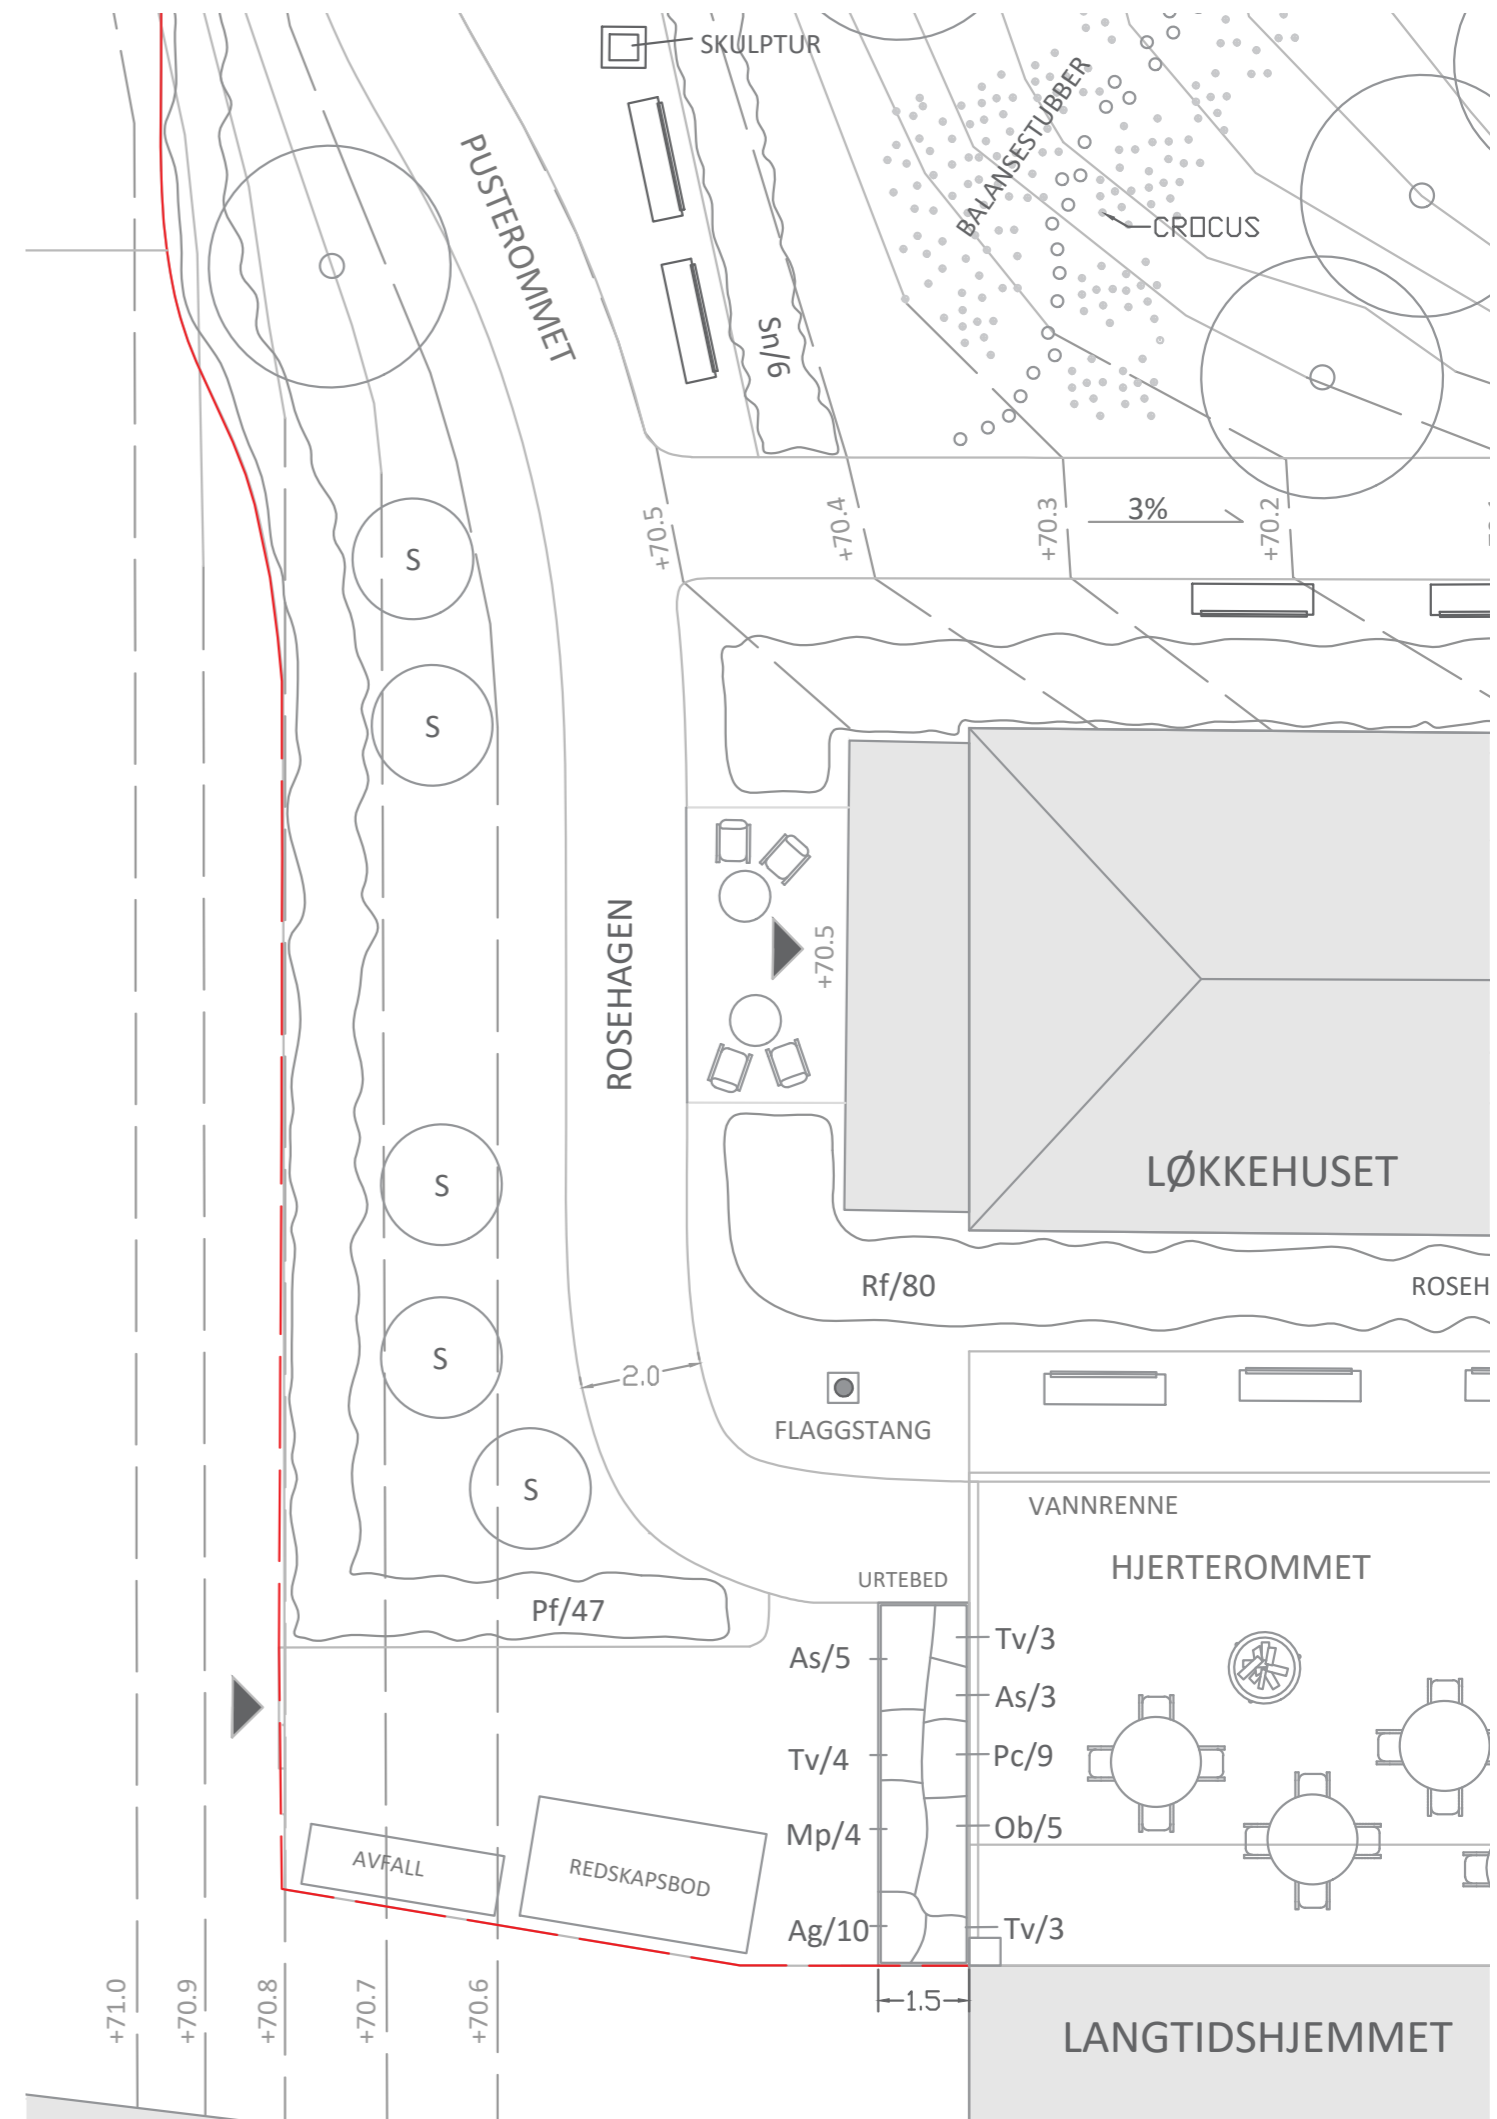 SKULPTUR
PUSTEROMMET
BALANSESTUBBER
CROCUS
Sn/6
S
+70.5
+70.4
+70.3
3%
+70.2
S
ROSEHAGEN
+70.5
S
LØKKEHUSET
Rf/80
ROSEH
S
2.0
FLAGGSTANG
S
VANNRENNE
HJERTEROMMET
URTEBED
Pf/47
As/5
Tv/3
As/3
Tv/4
Pc/9
Mp/4
Ob/5
AVFALL
REDSKAPSBOD
Ag/10
Tv/3
1.5
+71.0
+70.9
+70.8
+70.7
+70.6
LANGTIDSHJEMMET